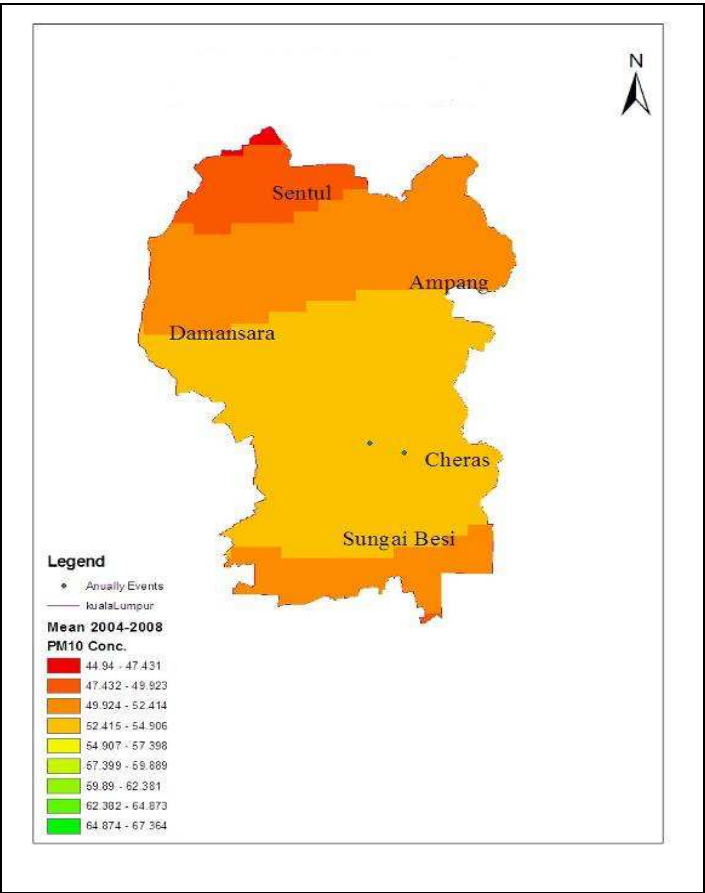 N
Sentul
Ampang
Damansara
Cheras
Sungai Besi
Legend
Anually Events
kualaLumpur
Mean 2004-2008
PM10 Conc.
44.94 - 47.431
47.432 - 49.923
49.924 - 52.414
52.415 - 54.906
54.907 - 57.398
57.399 - 59.889
59.89 - 62.381
62.382 - 64.873
64.874 - 67.364